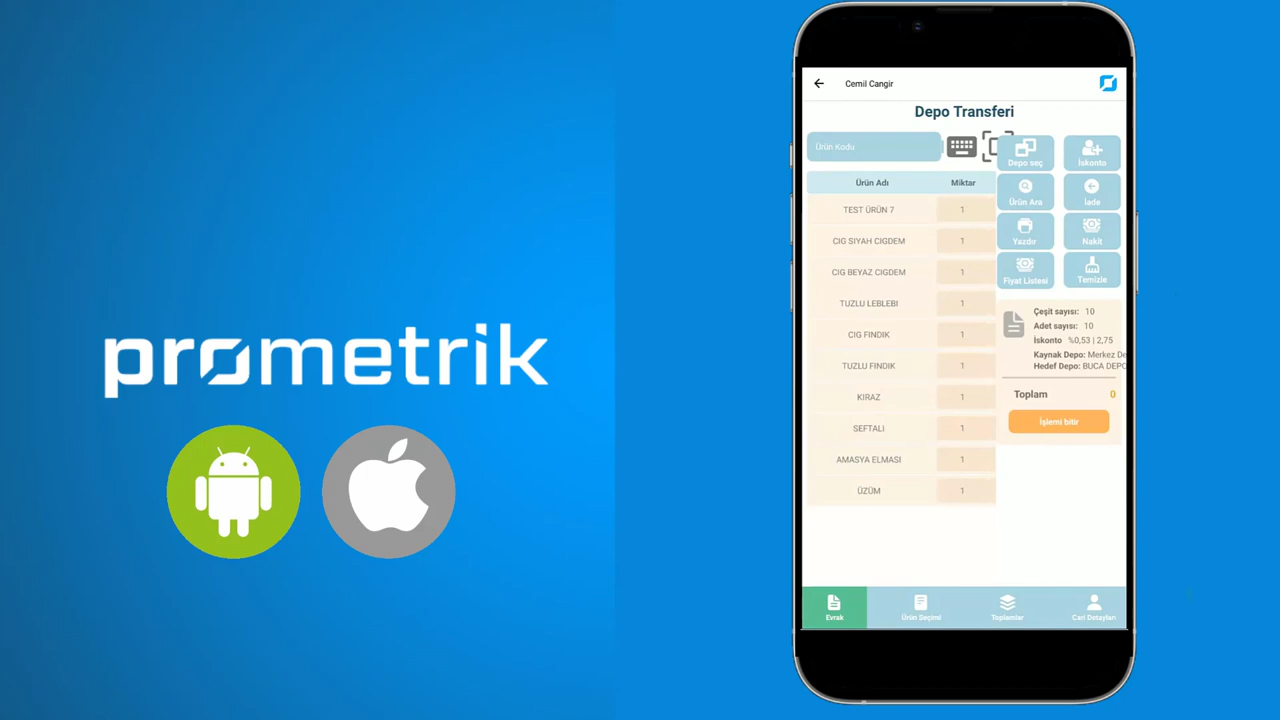 prometrik
Cemil Cangir
Depo Transferi
Ürün Kodu
Depo seç
İskonto
Ürün Ara
İade
Yazdır
Nakit
Fiyat Listesi
Temizle
Ürün Adı Miktar
TEST ÜRÜN 7 1
CIG SIYAH CIGDEM 1
CIG BEYAZ CIGDEM 1
TUZLU LEBLEBI 1
CIG FINDIK 1
TUZLU FINDIK 1
KIRAZ 1
SEFTALI 1
AMASYA ELMASI 1
ÜZÜM 1
Çeşit sayısı: 10
Adet sayısı: 10
İskonto %0,53 | 2,75
Kaynak Depo: Merkez De
Hedef Depo: BUCA DEPO
Toplam 0
İşlemi bitir
Evrak
Ürün Seçimi
Toplamlar
Cari Detayları